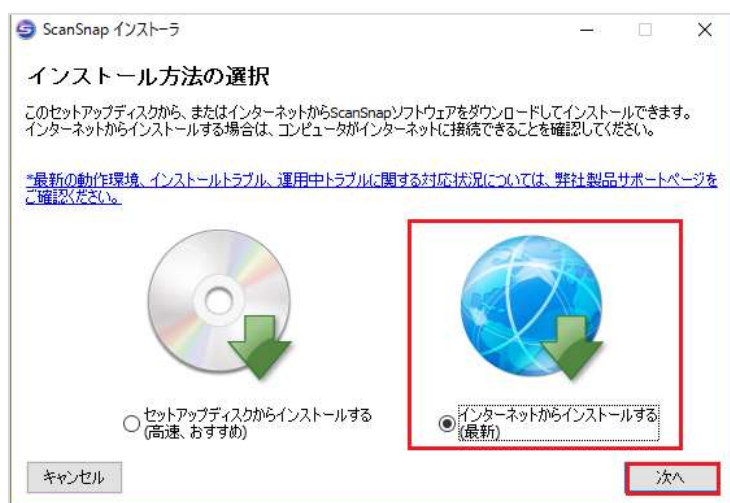 ScanSnap インストーラ
インストール方法の選択
このセットアップディスクから、またはインターネットからScanSnapソフトウェアをダウンロードしてインストールできます。
インターネットからインストールする場合は、コンピュータがインターネットに接続できることを確認してください。
*最新の動作環境、インストールトラブル、運用中トラブルに関する対応状況については、弊社製品サポートページを
ご確認ください。
セットアップディスクからインストールする
(高速、おすすめ)
インターネットからインストールする
(最新)
キャンセル
次へ